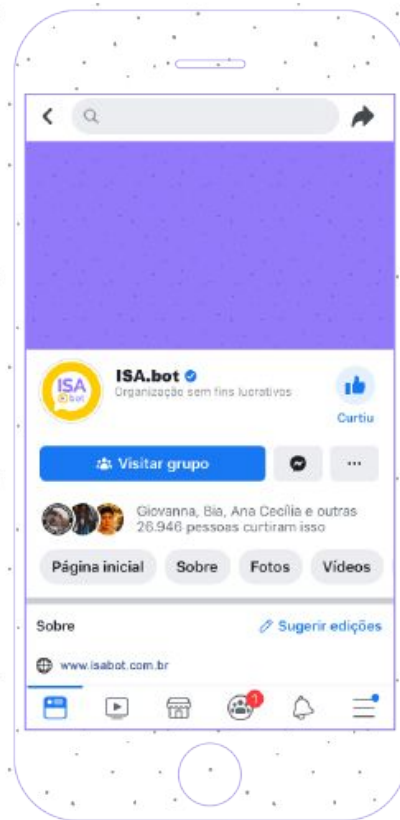 ISA
bot
ISA.bot
Organização sem fins lucrativos
Curtiu
Visitar grupo
Giovanna, Bia, Ana Cecília e outras
26.946 pessoas curtiram isso
Página inicial
Sobre
Fotos
Vídeos
Sobre
Sugerir edições
www.isabot.com.br
1